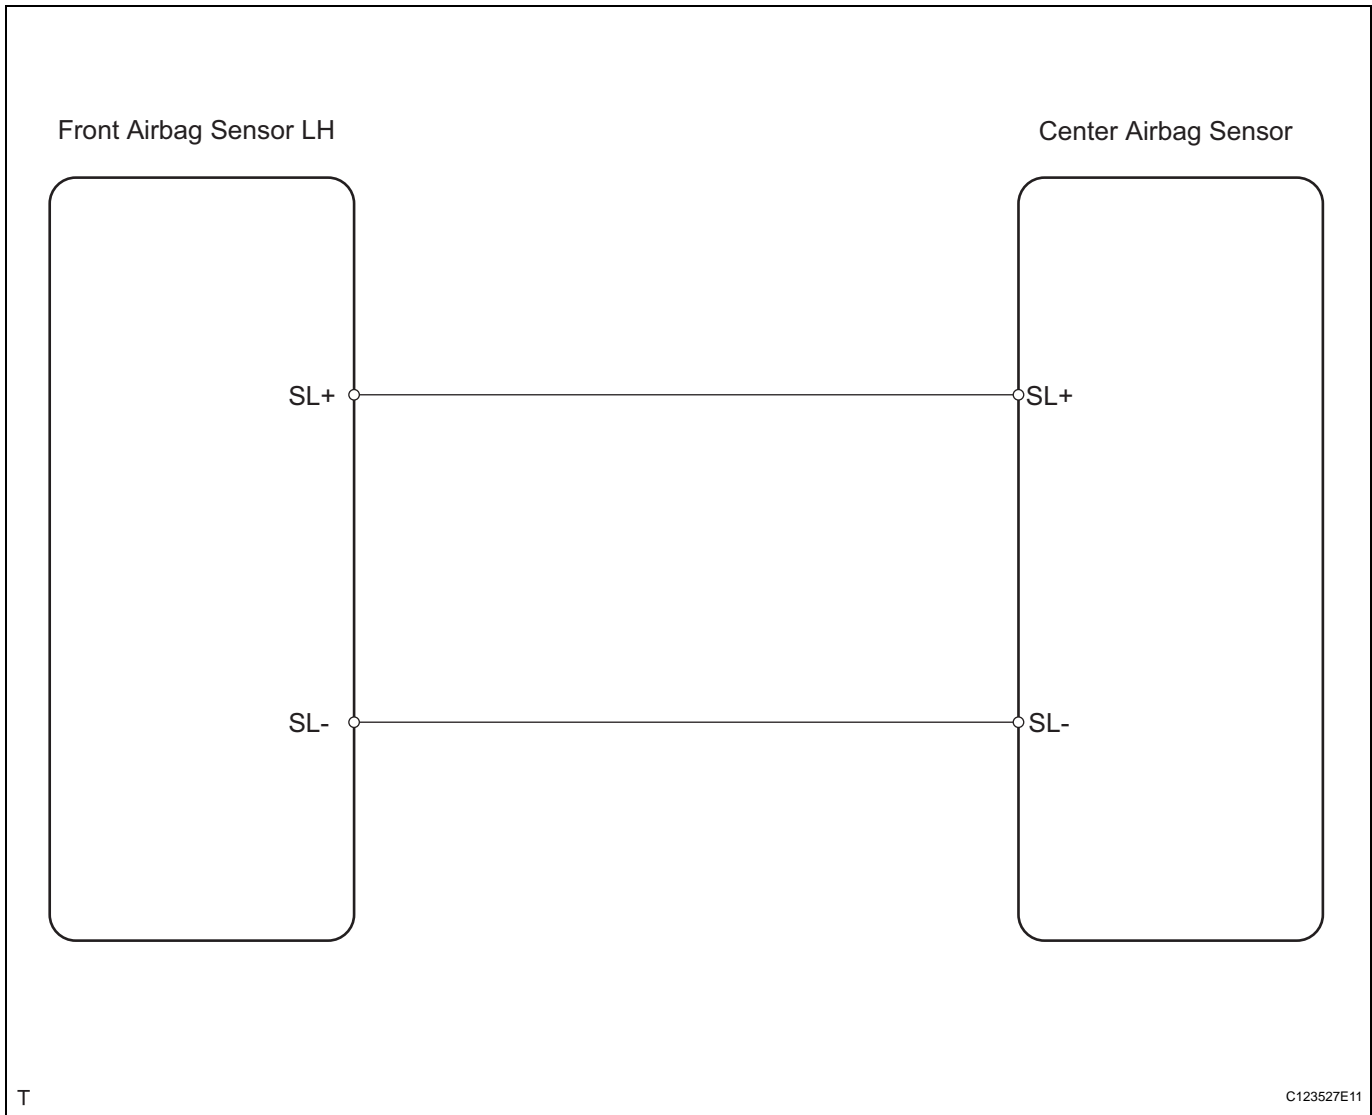 Front Airbag Sensor LH
Center Airbag Sensor
SL+
SL+
SL-
SL-
T
C123527E11